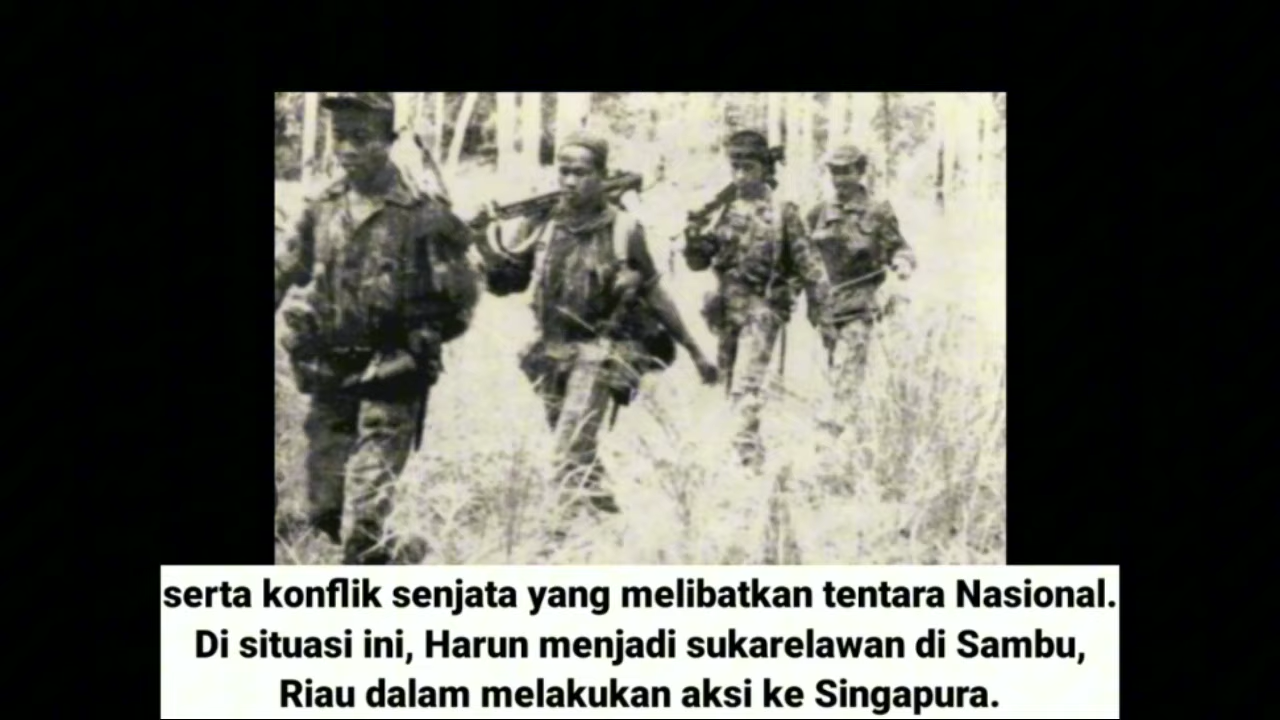 serta konflik senjata yang melibatkan tentara Nasional.
Di situasi ini, Harun menjadi sukarelawan di Sambu,
Riau dalam melakukan aksi ke Singapura.